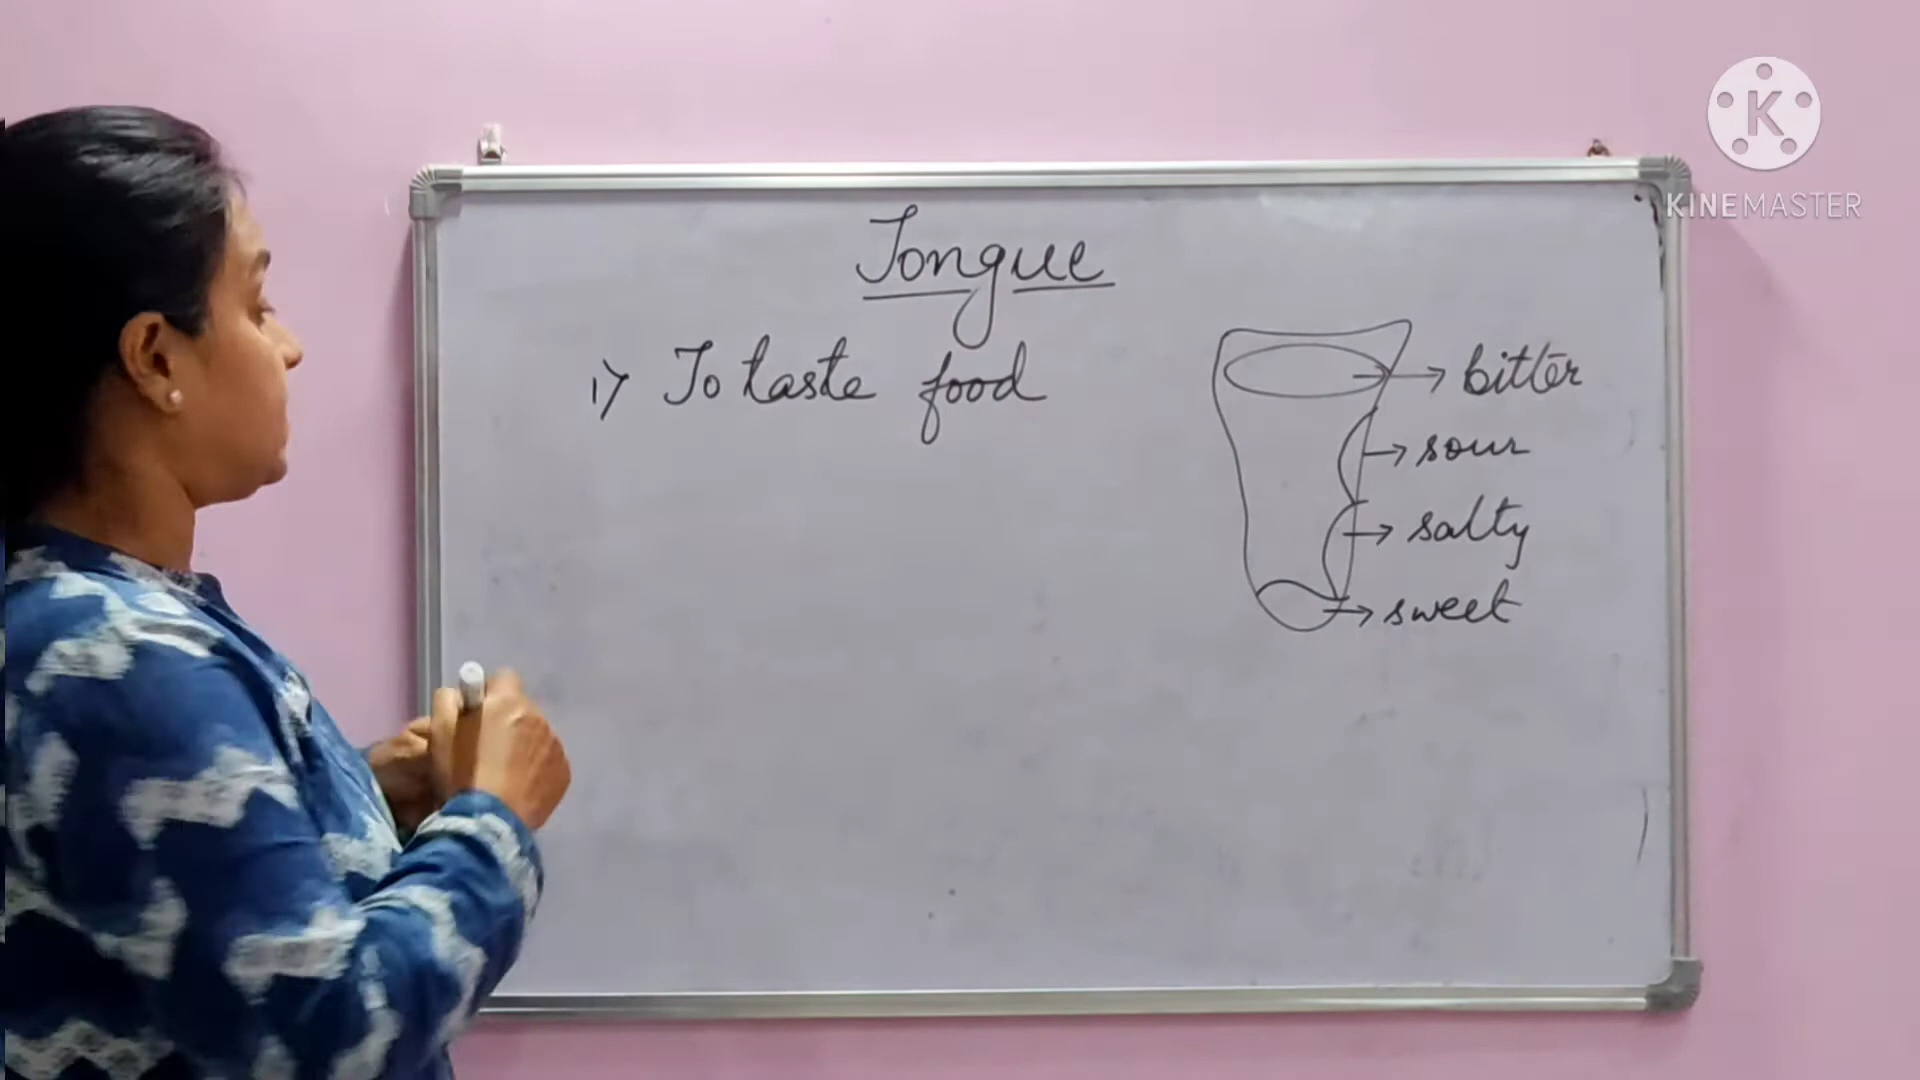 Tongue
1) To taste food
→ bitter
→ sour
→ salty
→ sweet
K
KINEMASTER